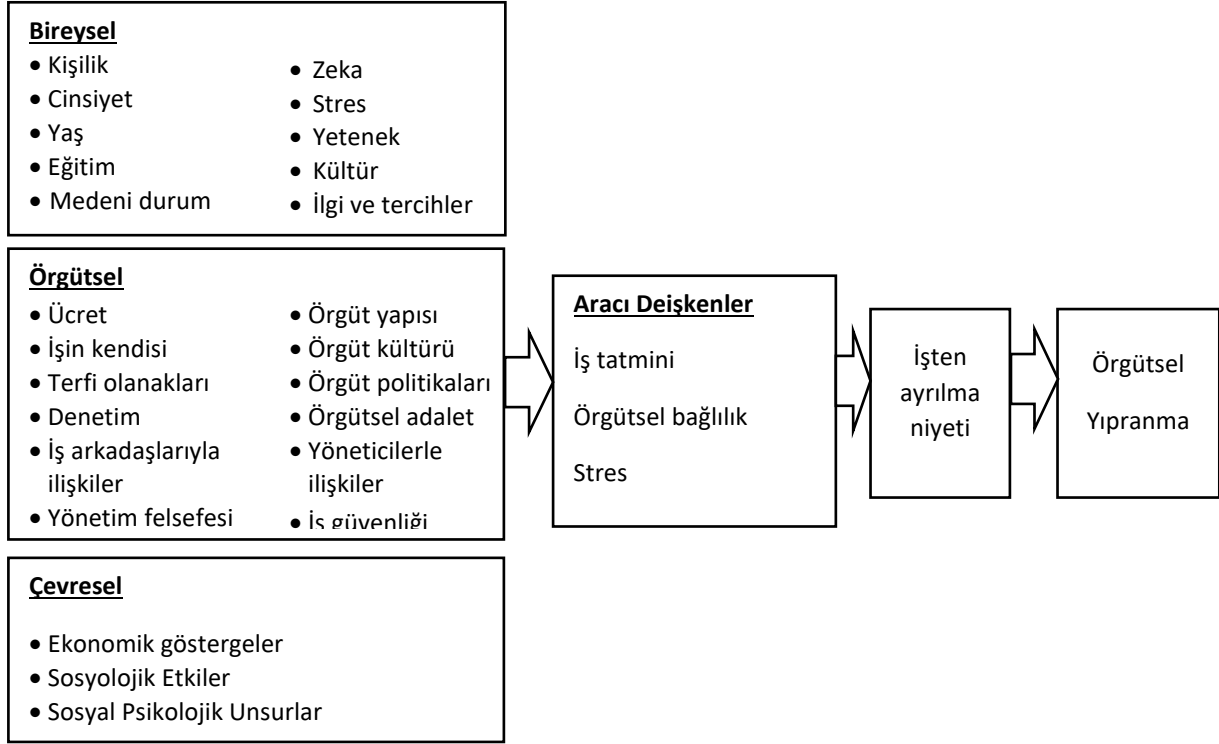 Bireysel
• Kişilik
• Cinsiyet
• Yaş
• Eğitim
• Medeni durum
• Zeka
• Stres
• Yetenek
• Kültür
• İlgi ve tercihler
Örgütsel
• Ücret
• İşin kendisi
• Terfi olanakları
• Denetim
• İş arkadaşlarıyla
ilişkiler
• Yönetim felsefesi
• Örgüt yapısı
• Örgüt kültürü
• Örgüt politikaları
• Örgütsel adalet
• Yöneticilerle
ilişkiler
• İş güvenliği
Çevresel
• Ekonomik göstergeler
• Sosyolojik Etkiler
• Sosyal Psikolojik Unsurlar
Aracı Deişkenler
İş tatmini
Örgütsel bağlılık
Stres
İşten
ayrılma
niyeti
Örgütsel
Yıpranma